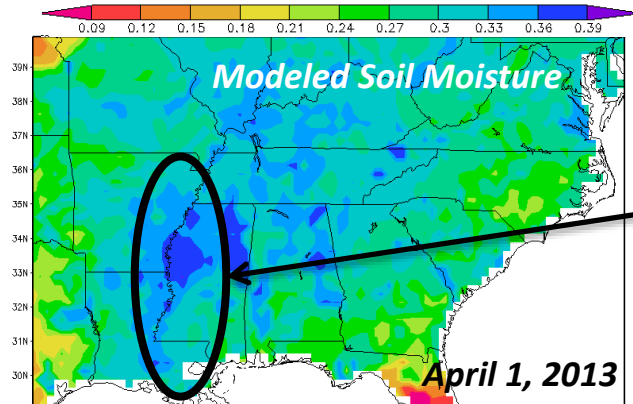 0.09 0.12 0.15 0.18 0.21 0.24 0.27 0.3 0.33 0.36 0.39
Modeled Soil Moisture
39N
38N
37N
36N
35N
34N
33N
32N
31N
30N
April 1, 2013